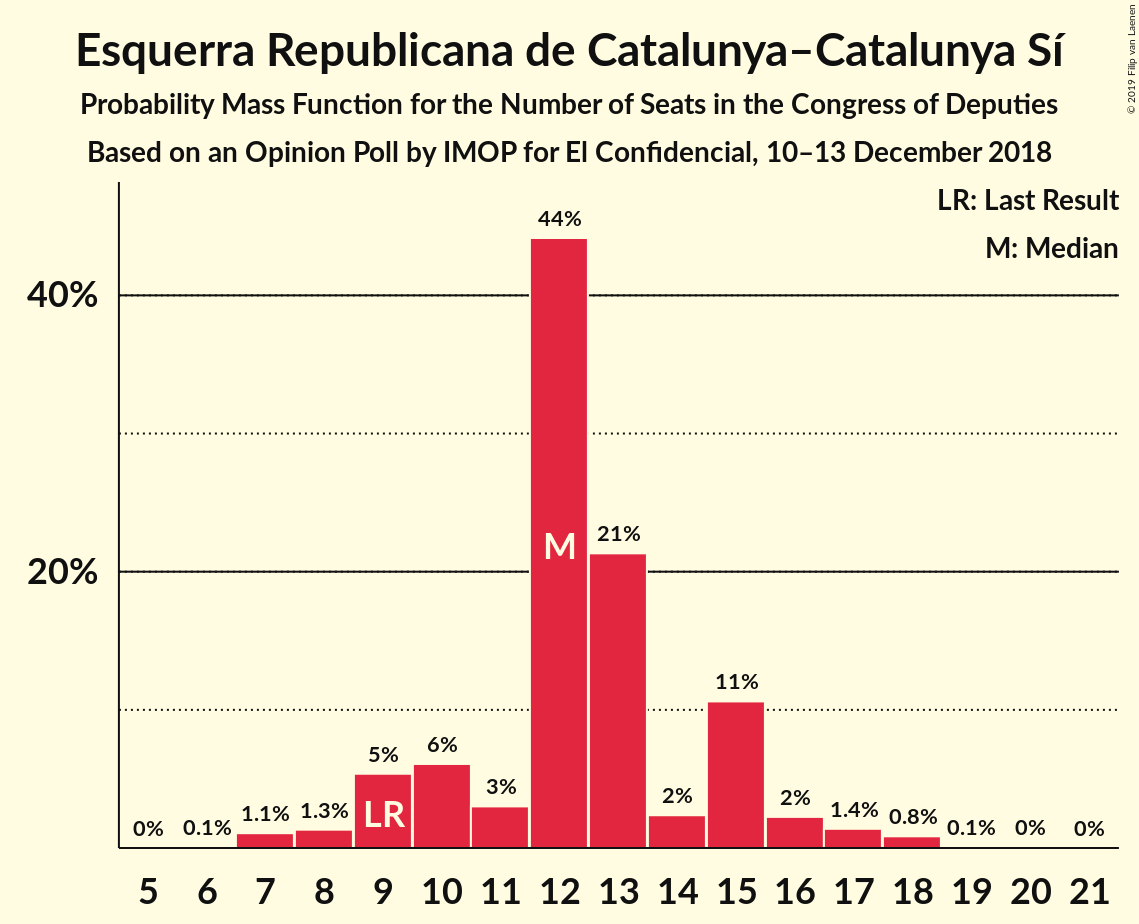 Esquerra Republicana de Catalunya–Catalunya Sí
Probability Mass Function for the Number of Seats in the Congress of Deputies
Based on an Opinion Poll by IMOP for El Confidencial, 10–13 December 2018
© 2019 Filip van Laenen
LR: Last Result
M: Median
44%
40%
M
21%
20%
11%
6%
5%
3%
2%
2%
1.4%
1.3%
1.1%
0.8%
LR
0%
0.1%
0.1%
0%
0%
5 6 7 8 9 10 11 12 13 14 15 16 17 18 19 20 21